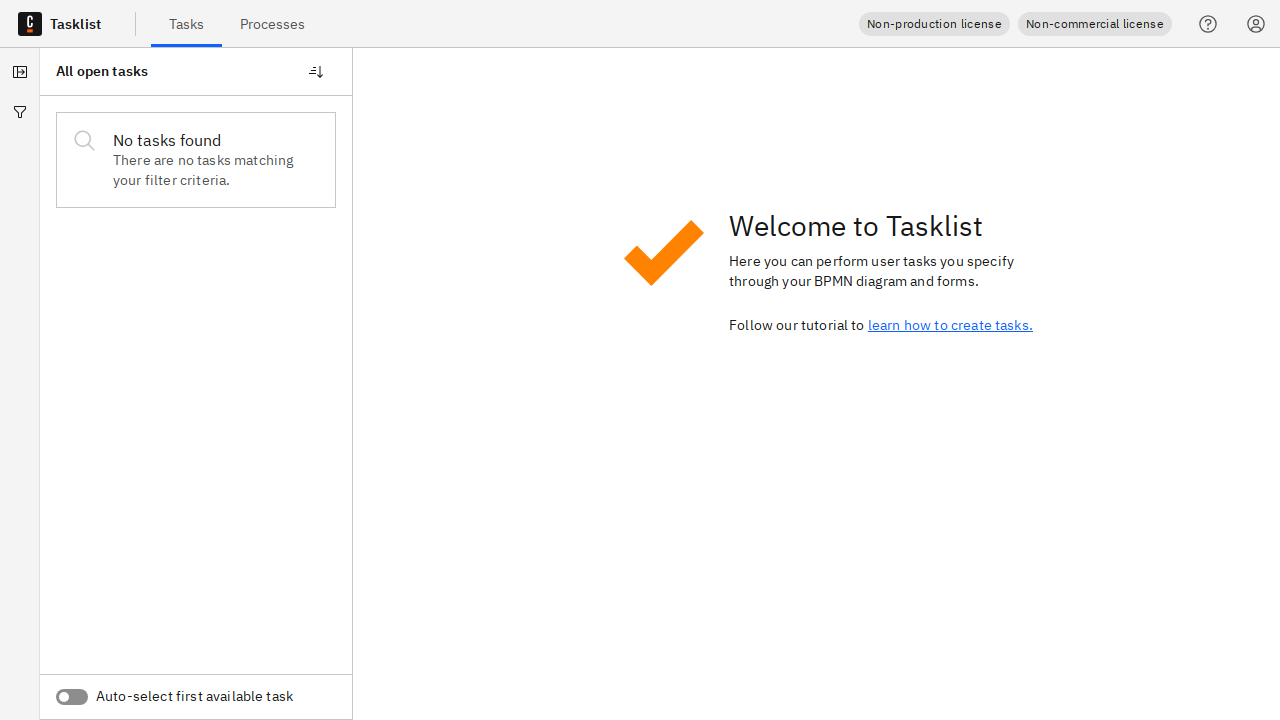 Tasklist
Tasks
Processes
Non-production license
Non-commercial license
All open tasks
No tasks found
There are no tasks matching
your filter criteria.
Welcome to Tasklist
Here you can perform user tasks you specify
through your BPMN diagram and forms.
Follow our tutorial to learn how to create tasks.
Auto-select first available task